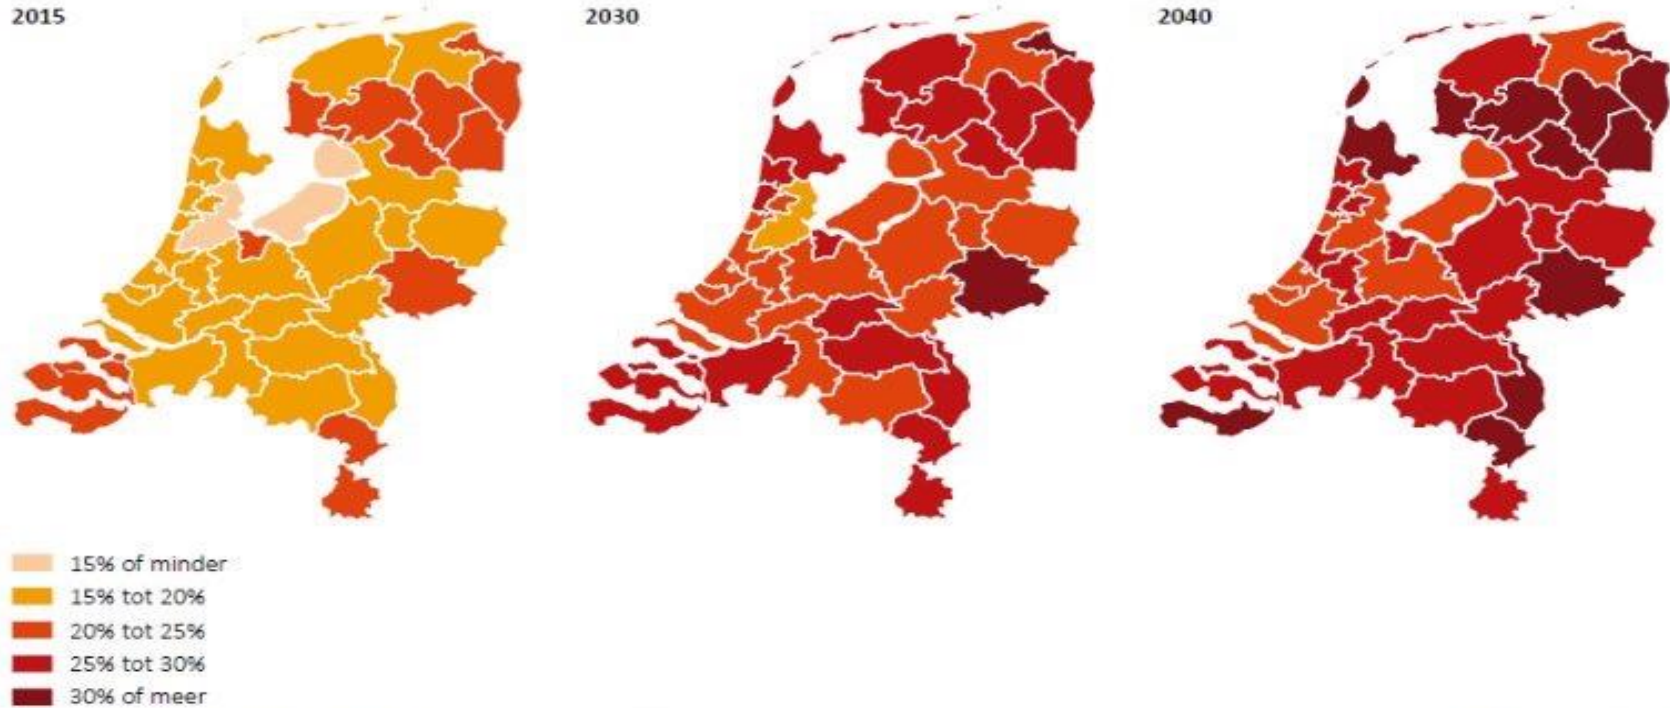 2015
2030
2040
15% of minder
15% tot 20%
20% tot 25%
25% tot 30%
30% of meer